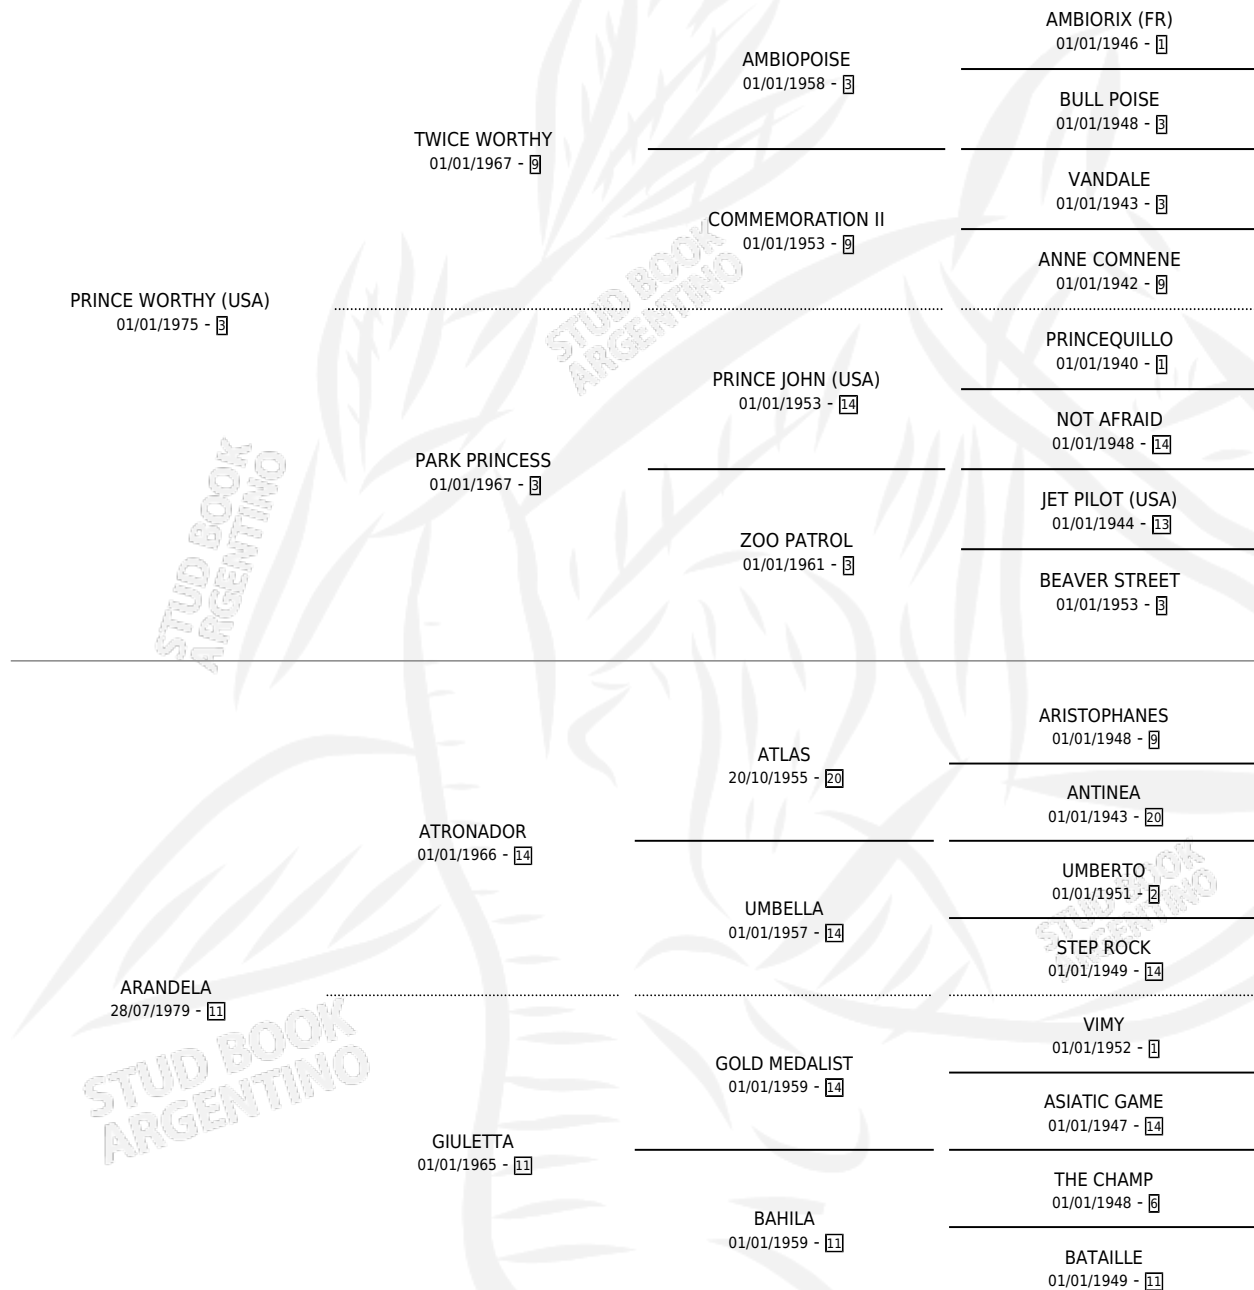 AMBIORIX (FR)
01/01/1946 - 1
AMBIOPOISE
01/01/1958 - 3
BULL POISE
01/01/1948 - 3
TWICE WORTHY
01/01/1967 - 9
VANDALE
01/01/1943 - 3
COMMEMORATION II
01/01/1953 - 9
ANNE COMNENE
01/01/1942 - 9
PRINCE WORTHY (USA)
01/01/1975 - 3
PRINCEQUILLO
01/01/1940 - 1
PRINCE JOHN (USA)
01/01/1953 - 14
NOT AFRAID
01/01/1948 - 14
PARK PRINCESS
01/01/1967 - 3
JET PILOT (USA)
01/01/1944 - 13
ZOO PATROL
01/01/1961 - 3
BEAVER STREET
01/01/1953 - 3
ARISTOPHANES
01/01/1948 - 9
ATLAS
20/10/1955 - 20
ANTINEA
01/01/1943 - 20
ATRONADOR
01/01/1966 - 14
UMBERTO
01/01/1951 - 2
UMBELLA
01/01/1957 - 14
STEP ROCK
01/01/1949 - 14
ARANDELA
28/07/1979 - 11
VIMY
01/01/1952 - 1
GOLD MEDALIST
01/01/1959 - 14
ASIATIC GAME
01/01/1947 - 14
GIULETTA
01/01/1965 - 11
THE CHAMP
01/01/1948 - 6
BAHILA
01/01/1959 - 11
BATAILLE
01/01/1949 - 11
STUD BOOK
ARGENTINO
STUD BOOK
ARGENTINO
STUD BOOK
ARGENTINO
STUD BOOK
ARGENTINO